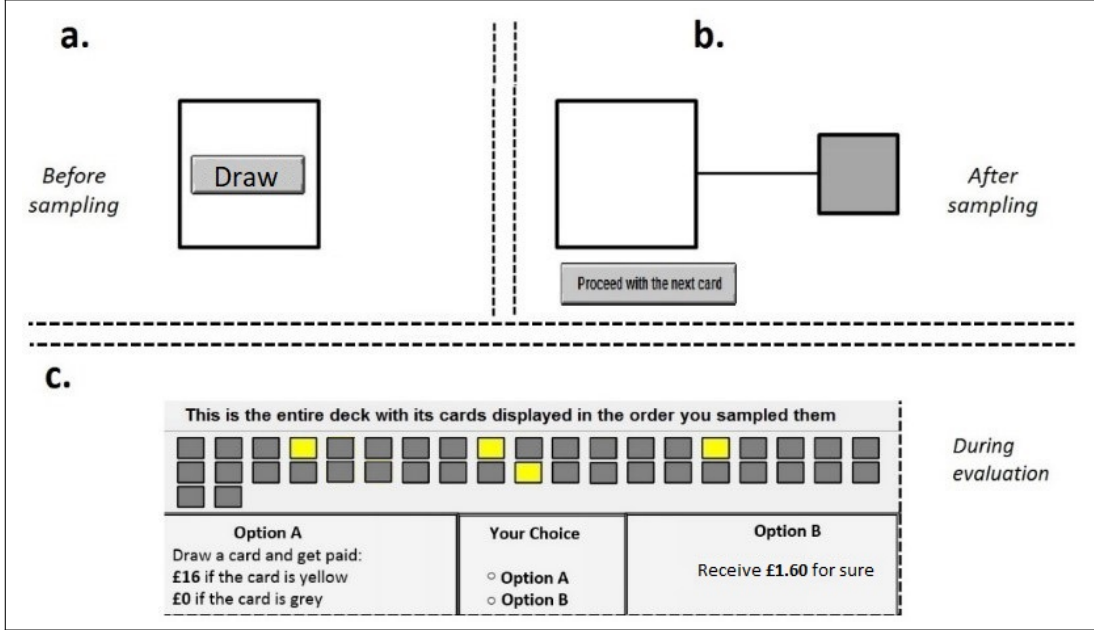 a.
Before
sampling
Draw
b.
Proceed with the next card
After
sampling
c.
This is the entire deck with its cards displayed in the order you sampled them
During
evaluation
Option A
Draw a card and get paid:
£16 if the card is yellow
£0 if the card is grey
Your Choice
Option A
Option B
Option B
Receive £1.60 for sure